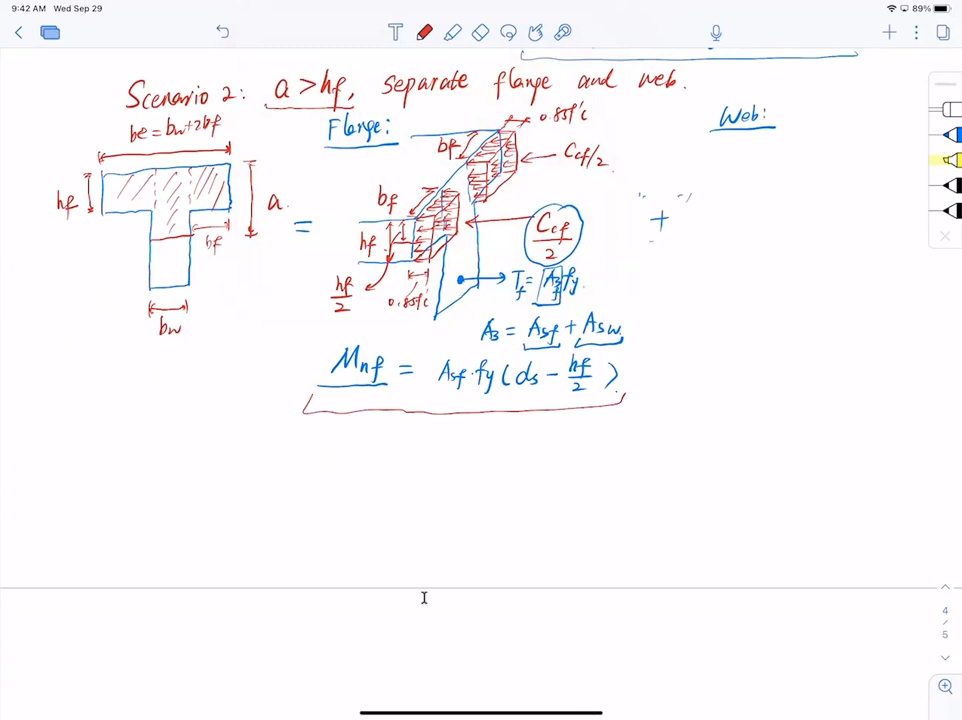 9:42 AM Wed Sep 29
89%
Scenario 2: a > hf, separate flange and web.
be = bw+2bf
Flange:
Web:
0.85f'c
bf
Ccf/2
hf
a
=
bf
bf
hf
Ccf/2
+
hf/2
0.85f'c
Tf = Asf fy
bw
As = Asf + Asw
Mnf = Asf·fy(ds - hf/2)
4
/
5